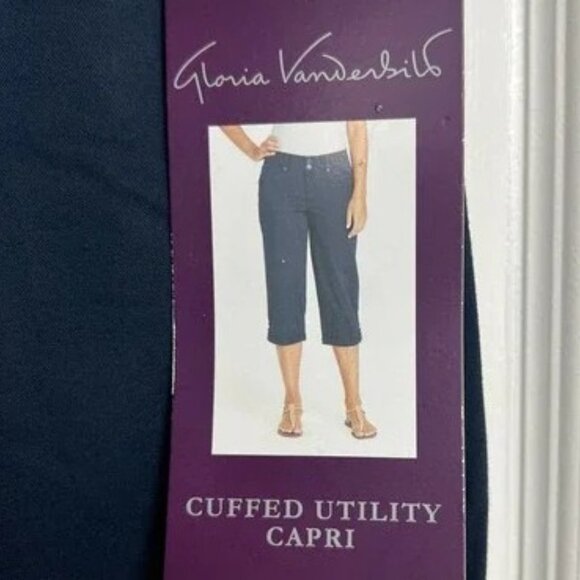 Gloria Vanderbilt
CUFFED UTILITY
CAPRI